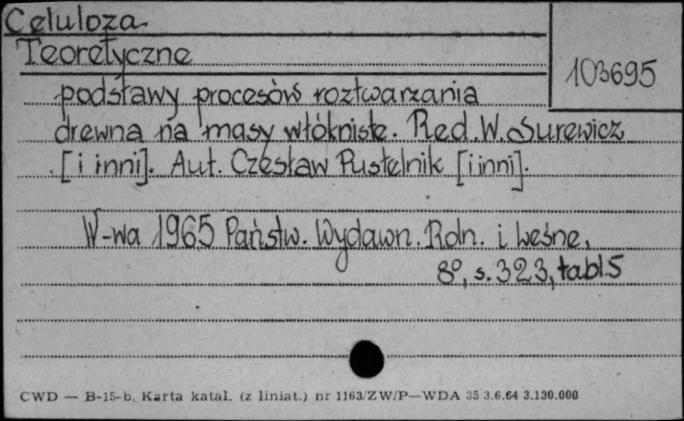 Celuloza
Teoretyczne
103695
podstawy procesów roztwarzania
drewna na masy włókniste. Red. W. Surewicz
[i inni]. Aut. Czesław Pustelnik [i inni].
W-wa 1965 Państw. Wydawn. Roln. i Leśne.
8°, s. 323, tabl. 5
CWD — B-15-b. Karta katal. (z liniat.) nr 1163/ZW/P—WDA 35 3.6.64 3.130.000